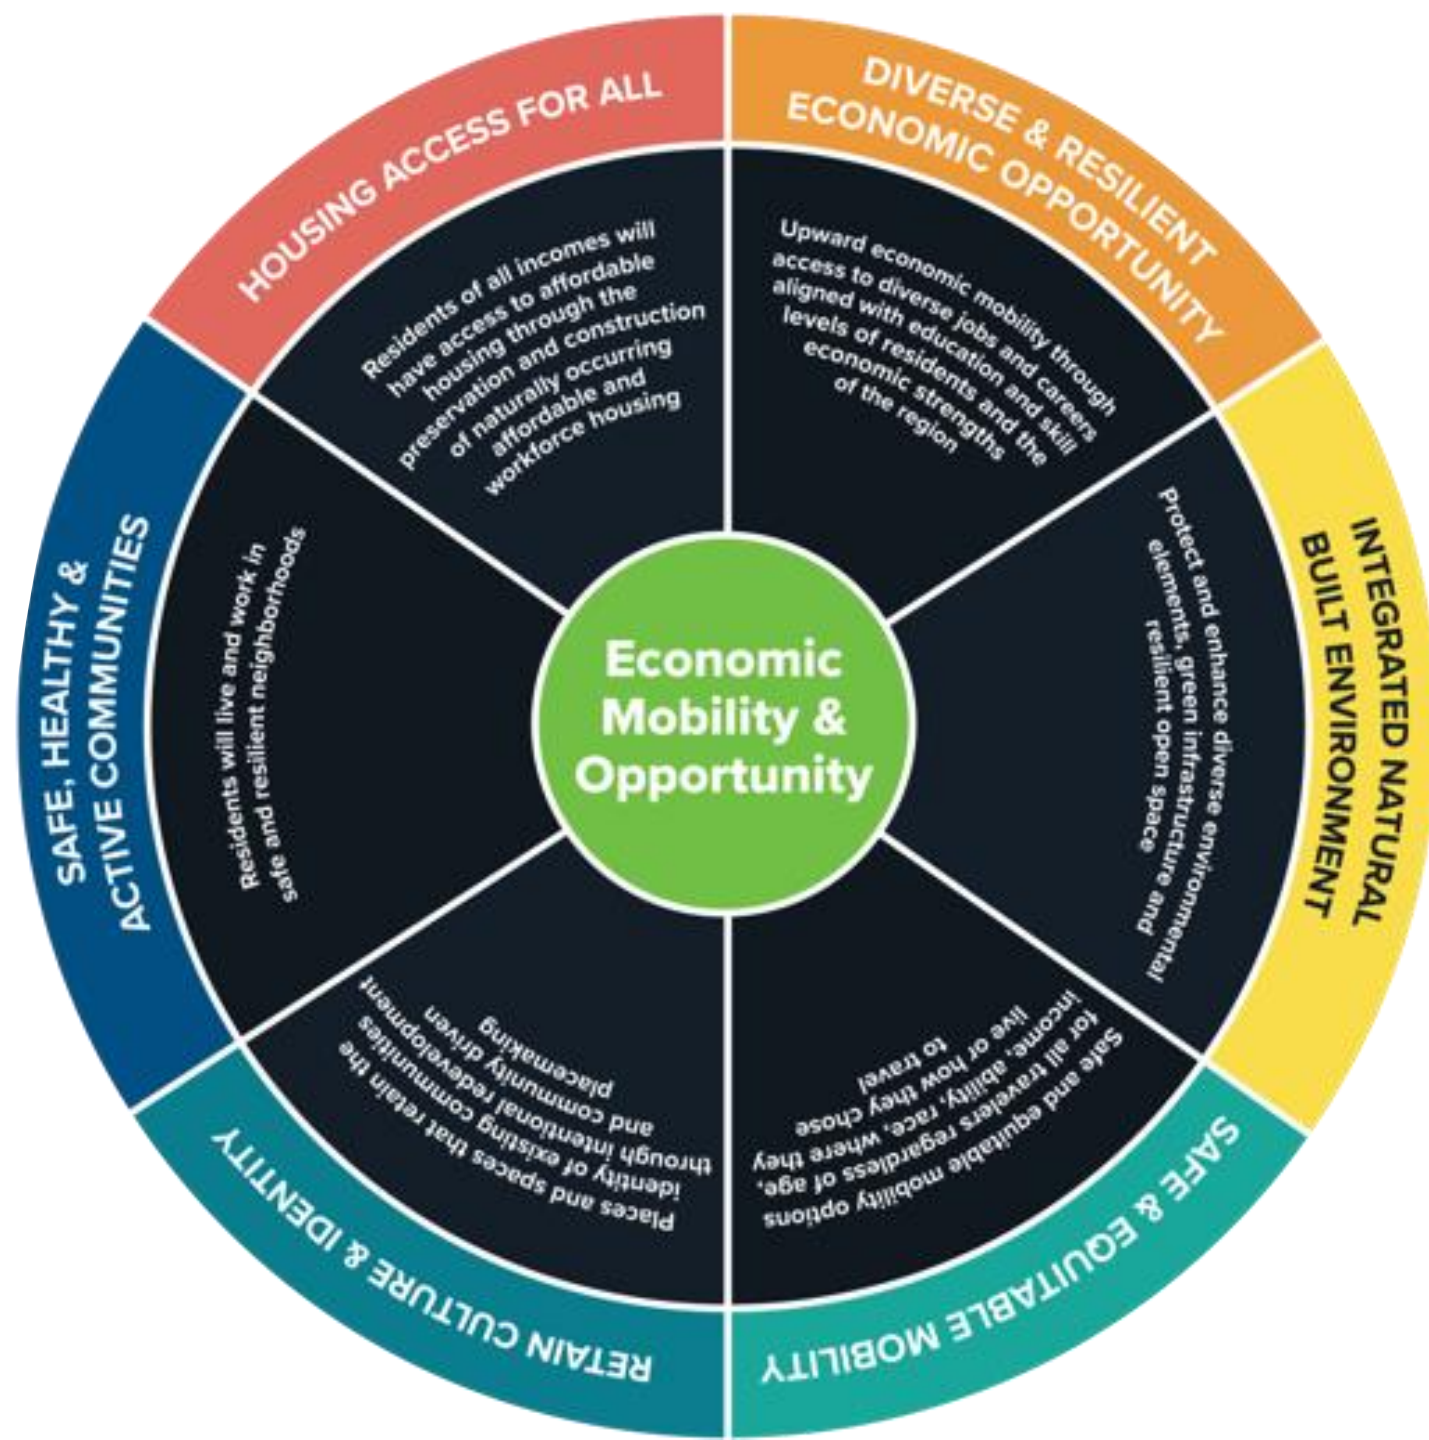 HOUSING ACCESS FOR ALL
Residents of all incomes will
have access to affordable
housing through the
preservation and construction
of naturally occurring
affordable and
workforce housing
DIVERSE & RESILIENT
ECONOMIC OPPORTUNITY
Upward economic mobility through
access to diverse jobs and careers
aligned with education and skill
levels of residents and the
economic strengths
of the region
INTEGRATED NATURAL
BUILT ENVIRONMENT
Protect and enhance diverse environmental
elements, green infrastructure and
resilient open space
SAFE & EQUITABLE MOBILITY
Safe and equitable mobility options
for all travelers regardless of age,
income, ability, race, where they
live or how they chose
to travel
RETAIN CULTURE & IDENTITY
Places and spaces that retain the
identity of existing communities
through intentional redevelopment
and community driven
placemaking
SAFE, HEALTHY &
ACTIVE COMMUNITIES
Residents will live and work in
safe and resilient neighborhoods
Economic
Mobility &
Opportunity